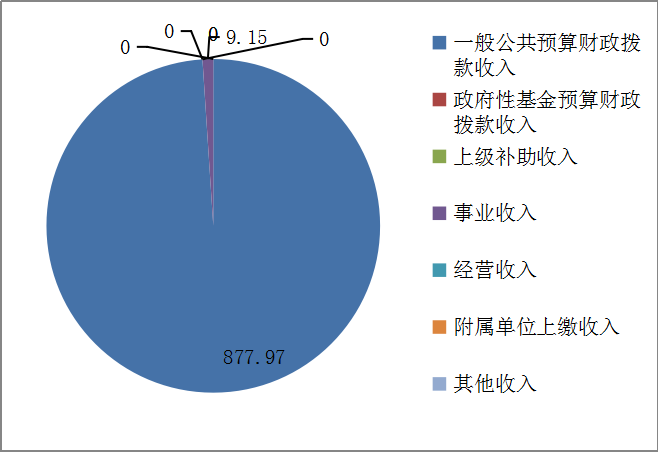 0
0
0
9.15
0
877.97
一般公共预算财政拨
款收入
政府性基金预算财政
拨款收入
上级补助收入
事业收入
经营收入
附属单位上缴收入
其他收入